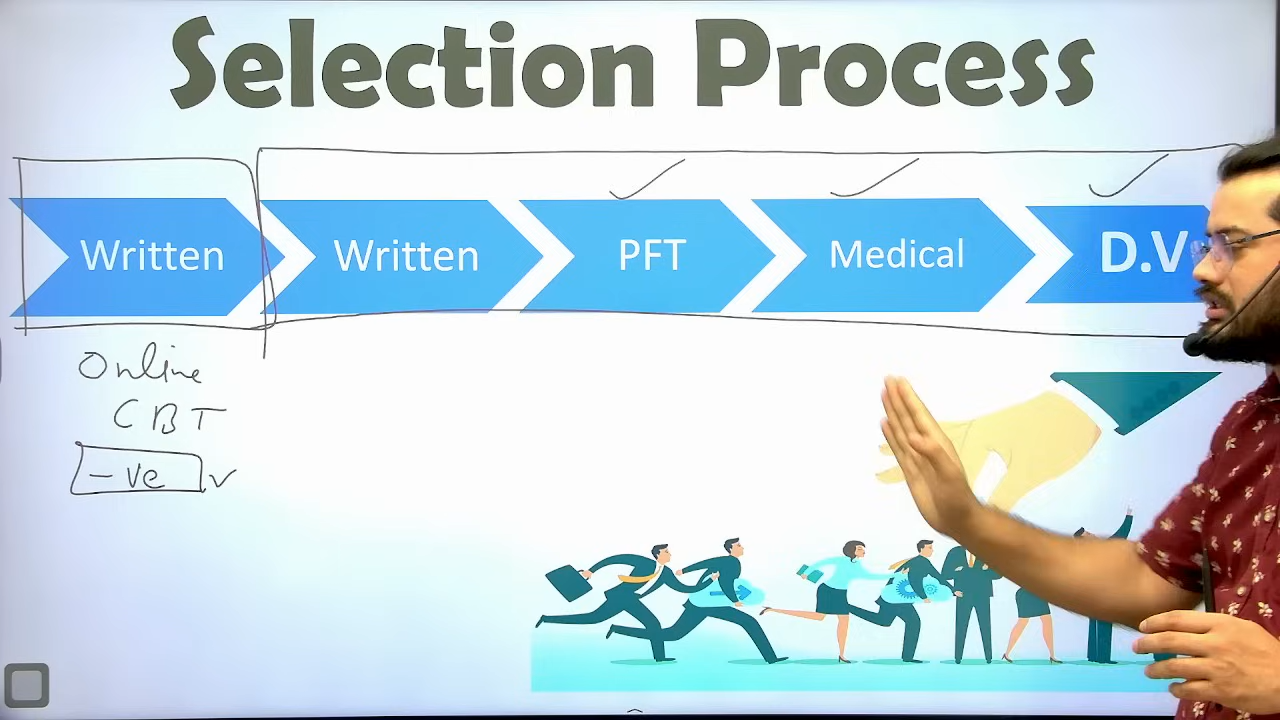 Selection Process
Written Written PFT Medical D.V
Online
CBT
-ve